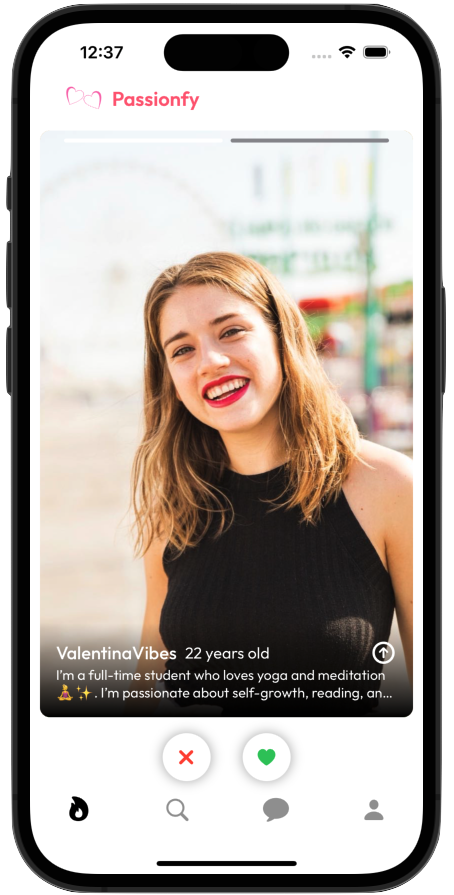 12:37
Passionfy
ValentinaVibes 22 years old
I'm a full-time student who loves yoga and meditation
🧘✨. I'm passionate about self-growth, reading, an...